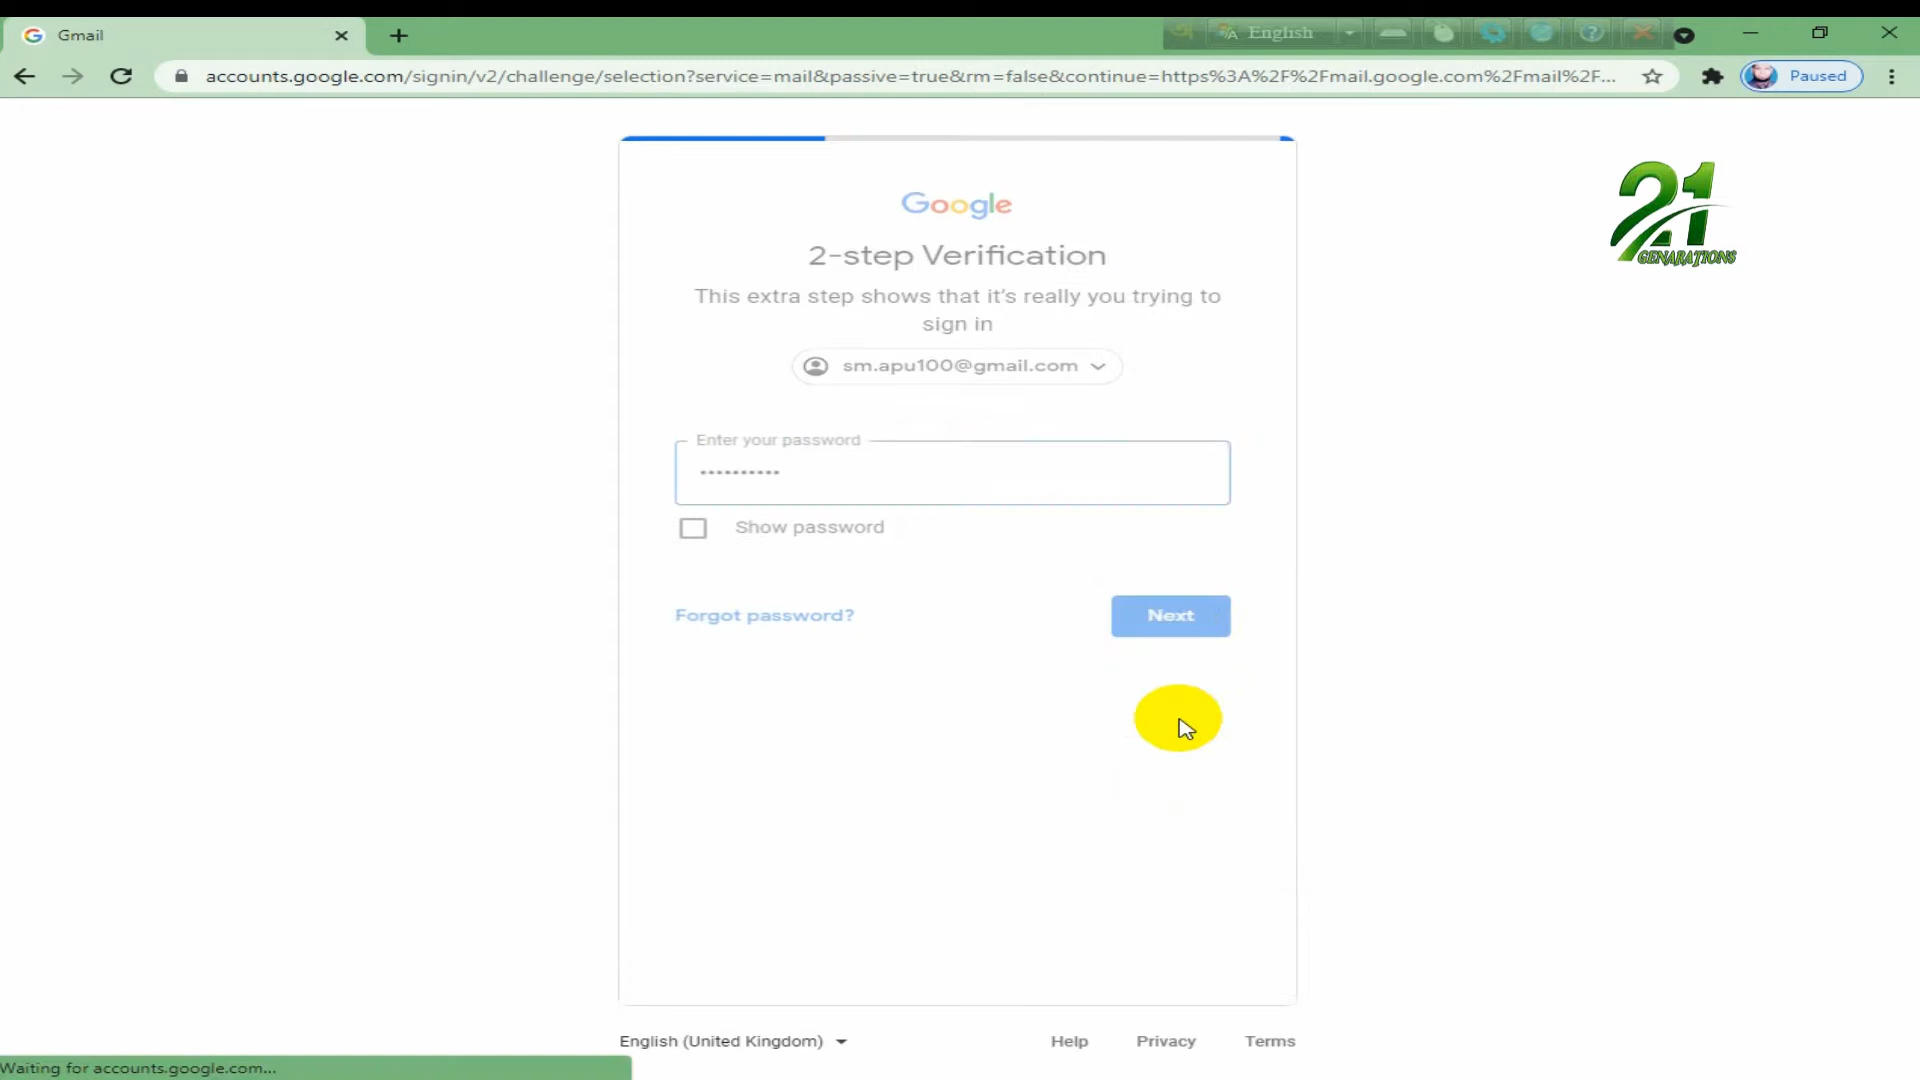 Gmail
English
accounts.google.com/signin/v2/challenge/selection?service=mail&passive=true&rm=false&continue=https%3A%2F%2Fmail.google.com%2Fmail%2F...
Paused
21
GENARATIONS
Google
2-step Verification
This extra step shows that it's really you trying to
sign in
sm.apu100@gmail.com
Enter your password
••••••••••
Show password
Forgot password?
Next
English (United Kingdom)
Help
Privacy
Terms
Waiting for accounts.google.com...